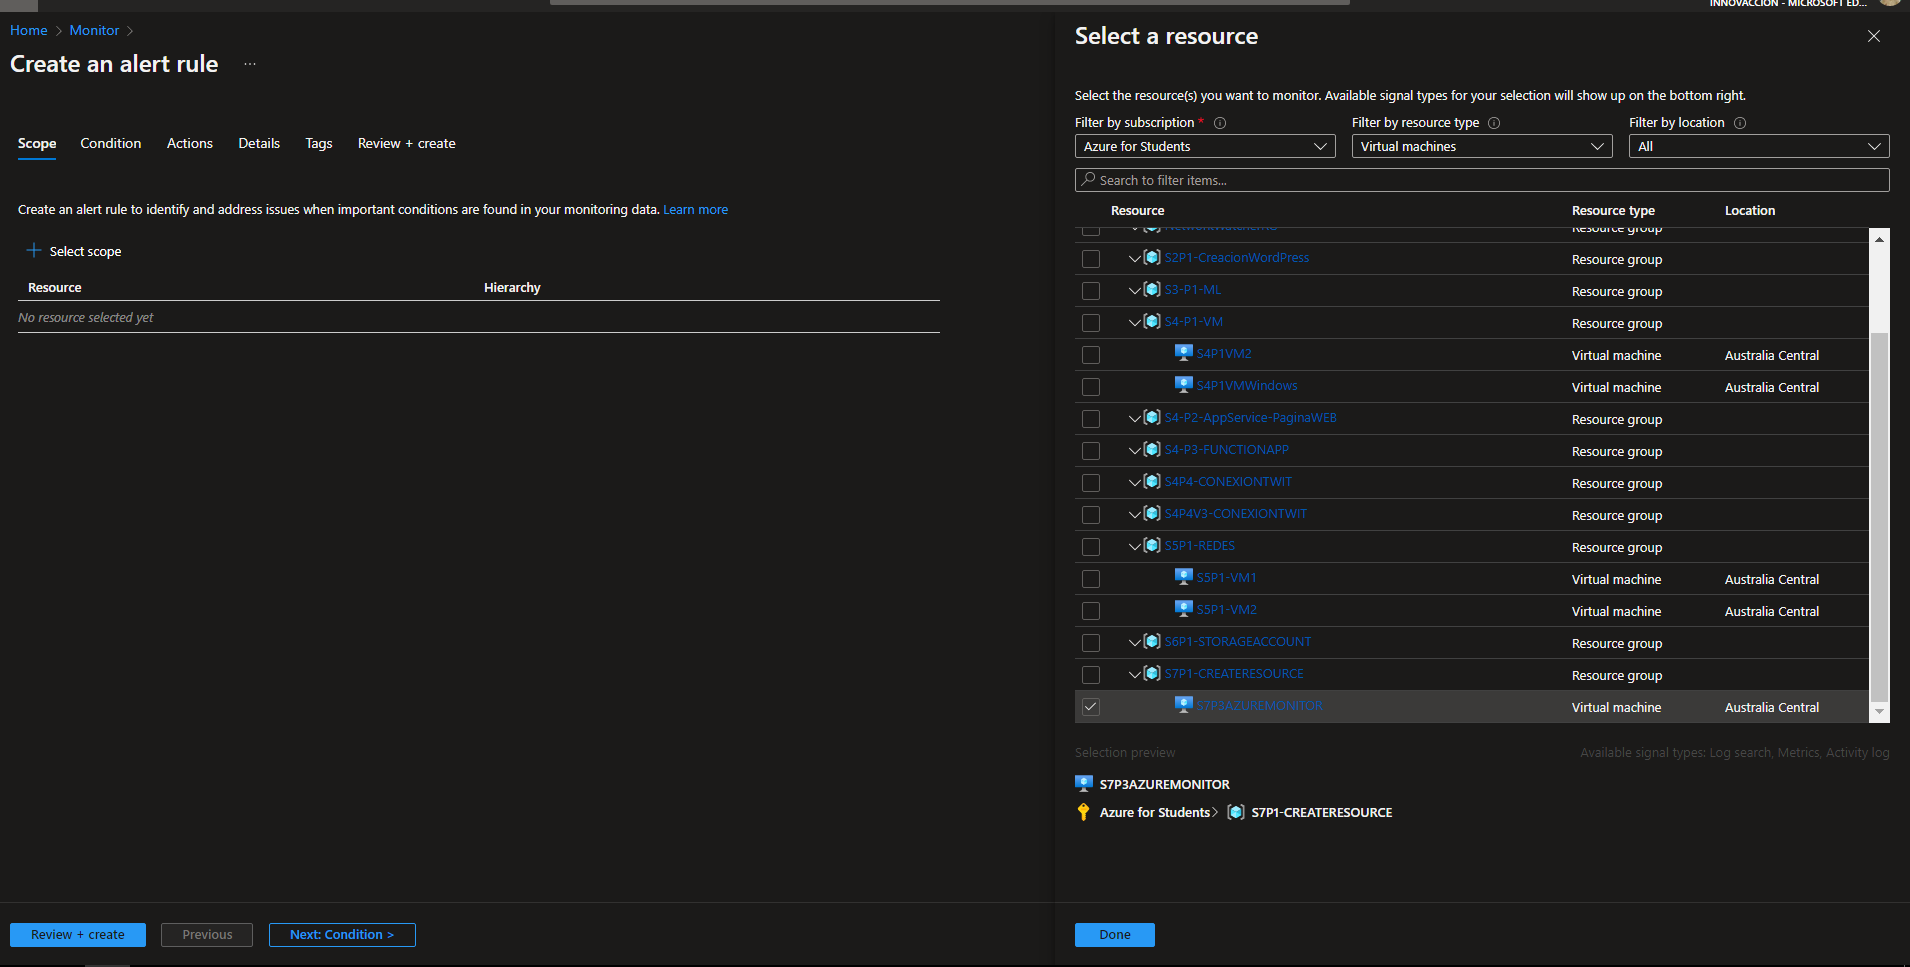 INNOVACCION - MICROSOFT ED...
Home > Monitor >
Create an alert rule ...
Scope Condition Actions Details Tags Review + create
Create an alert rule to identify and address issues when important conditions are found in your monitoring data. Learn more
+ Select scope
Resource Hierarchy
No resource selected yet
Review + create Previous Next: Condition >
Select a resource
Select the resource(s) you want to monitor. Available signal types for your selection will show up on the bottom right.
Filter by subscription * Filter by resource type Filter by location
Azure for Students Virtual machines All
Search to filter items...
Resource Resource type Location
Resource group
S2P1-CreacionWordPress Resource group
S3-P1-ML Resource group
S4-P1-VM Resource group
S4P1VM2 Virtual machine Australia Central
S4P1VMWindows Virtual machine Australia Central
S4-P2-AppService-PaginaWEB Resource group
S4-P3-FUNCTIONAPP Resource group
S4P4-CONEXIONTWIT Resource group
S4P4V3-CONEXIONTWIT Resource group
S5P1-REDES Resource group
S5P1-VM1 Virtual machine Australia Central
S5P1-VM2 Virtual machine Australia Central
S6P1-STORAGEACCOUNT Resource group
S7P1-CREATERESOURCE Resource group
S7P3AZUREMONITOR Virtual machine Australia Central
Selection preview Available signal types: Log search, Metrics, Activity log
S7P3AZUREMONITOR
Azure for Students > S7P1-CREATERESOURCE
Done